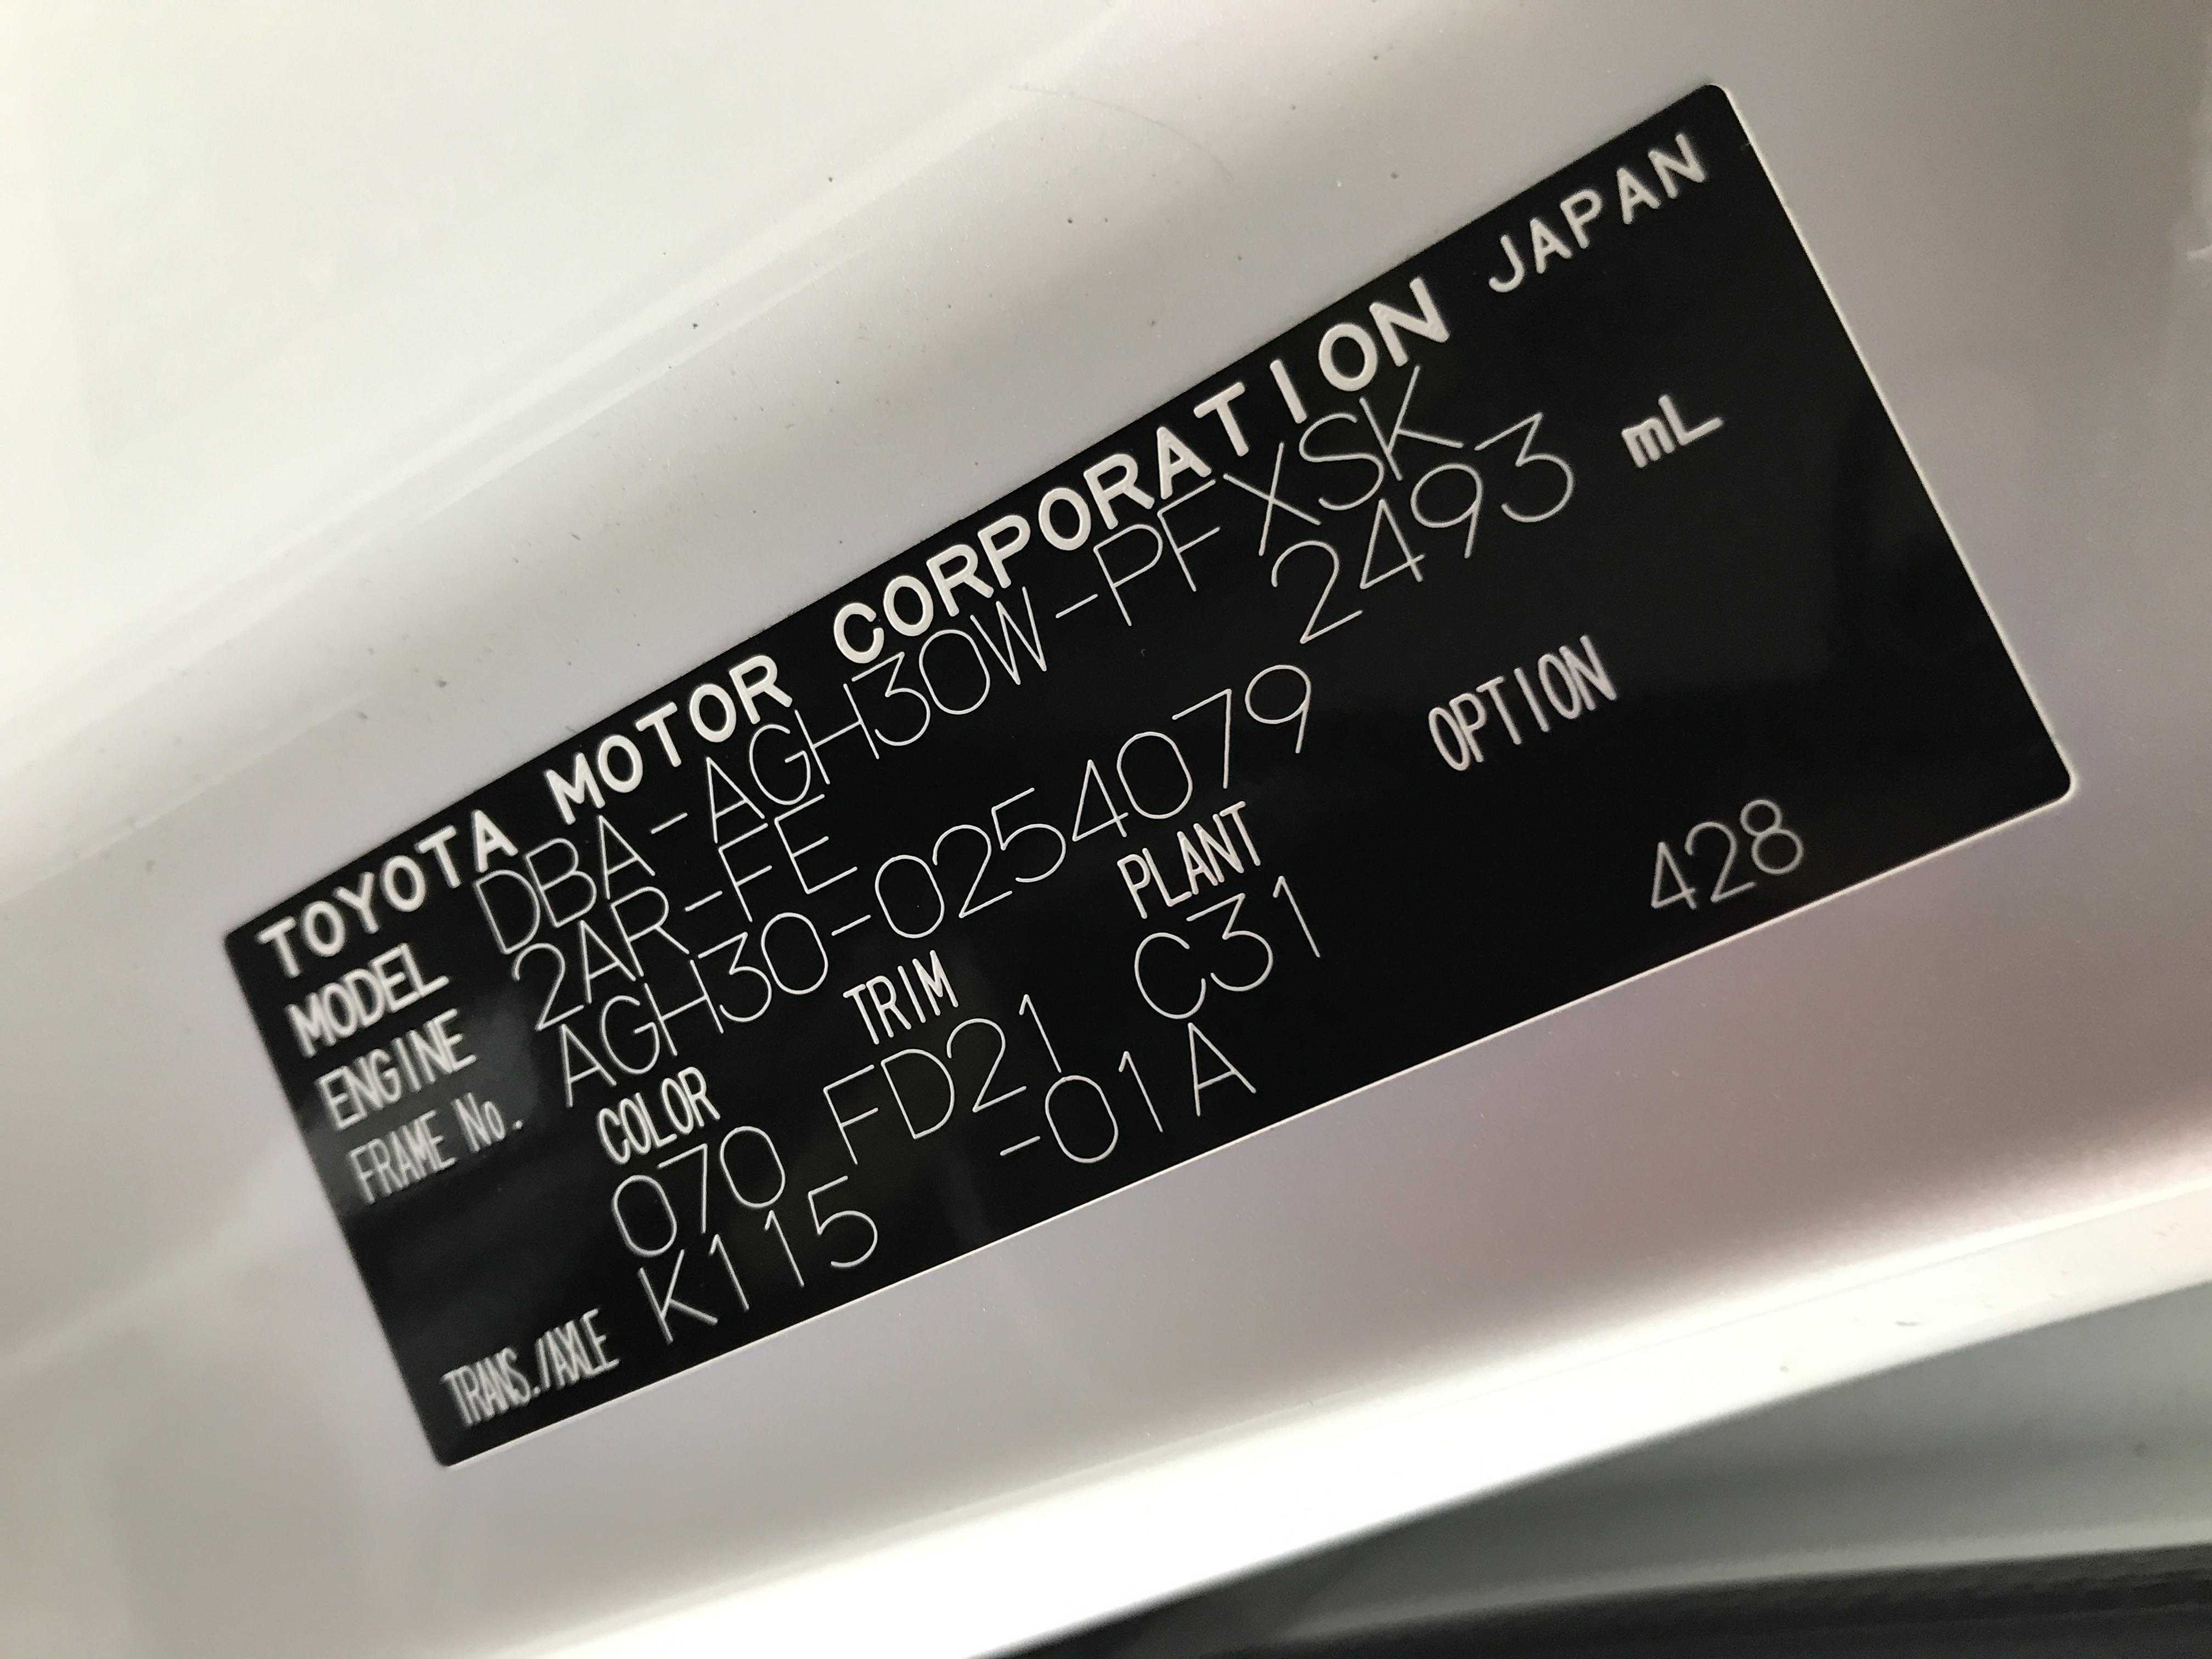 TOYOTA MOTOR CORPORATION JAPAN
MODEL DBA-AGH30W-PFXSK
ENGINE 2AR-FE 2493 mL
FRAME No. AGH30-0254079
COLOR TRIM PLANT OPTION
070 FD21 C31 428
TRANS./AXLE K115 -01A